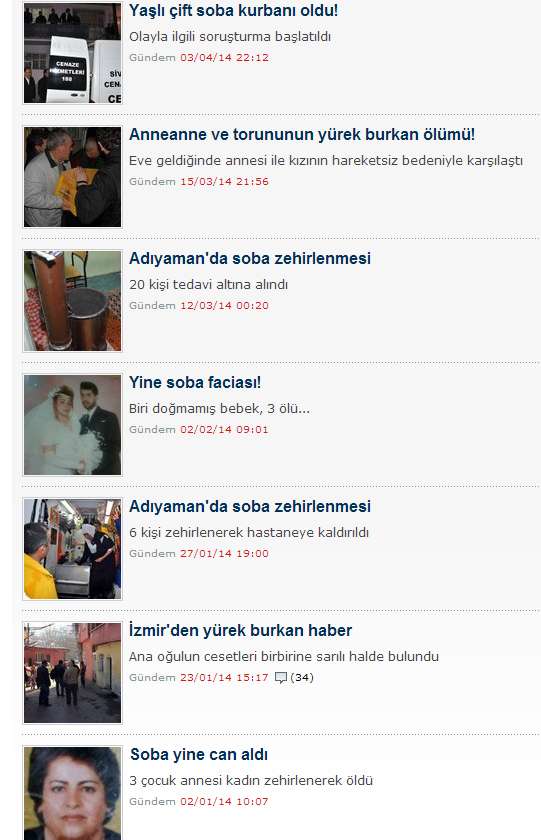 CENAZE
HİZMETLERİ
188
SİV
CENA
CE
Yaşlı çift soba kurbanı oldu!
Olayla ilgili soruşturma başlatıldı
Gündem 03/04/14 22:12
Anneanne ve torununun yürek burkan ölümü!
Eve geldiğinde annesi ile kızının hareketsiz bedeniyle karşılaştı
Gündem 15/03/14 21:56
Adıyaman'da soba zehirlenmesi
20 kişi tedavi altına alındı
Gündem 12/03/14 00:20
Yine soba faciası!
Biri doğmamış bebek, 3 ölü...
Gündem 02/02/14 09:01
Adıyaman'da soba zehirlenmesi
6 kişi zehirlenerek hastaneye kaldırıldı
Gündem 27/01/14 19:00
İzmir'den yürek burkan haber
Ana oğulun cesetleri birbirine sarılı halde bulundu
Gündem 23/01/14 15:17 (34)
Soba yine can aldı
3 çocuk annesi kadın zehirlenerek öldü
Gündem 02/01/14 10:07